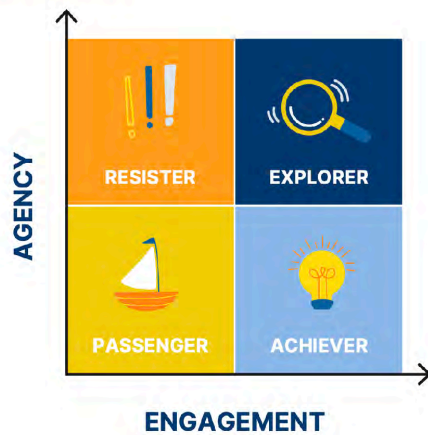 RESISTER
EXPLORER
AGENCY
PASSENGER
ACHIEVER
ENGAGEMENT